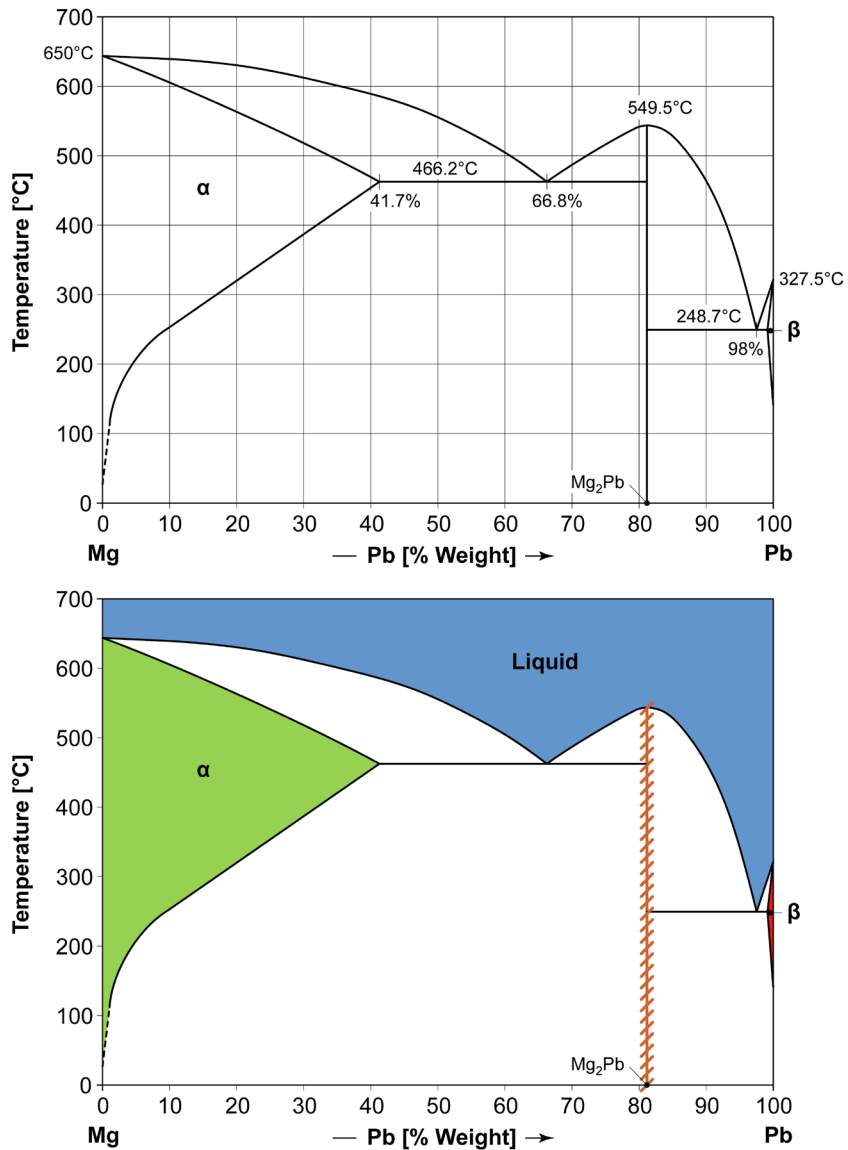 700
650°C
600
549.5°C
500
466.2°C
α
41.7%
66.8%
400
300
327.5°C
248.7°C
β
98%
200
100
Mg₂Pb
0
0 10 20 30 40 50 60 70 80 90 100
Mg
Pb [% Weight]
Pb
Temperature [°C]
700
Liquid
600
500
α
400
300
β
200
100
Mg₂Pb
0
0 10 20 30 40 50 60 70 80 90 100
Mg
Pb [% Weight]
Pb
Temperature [°C]